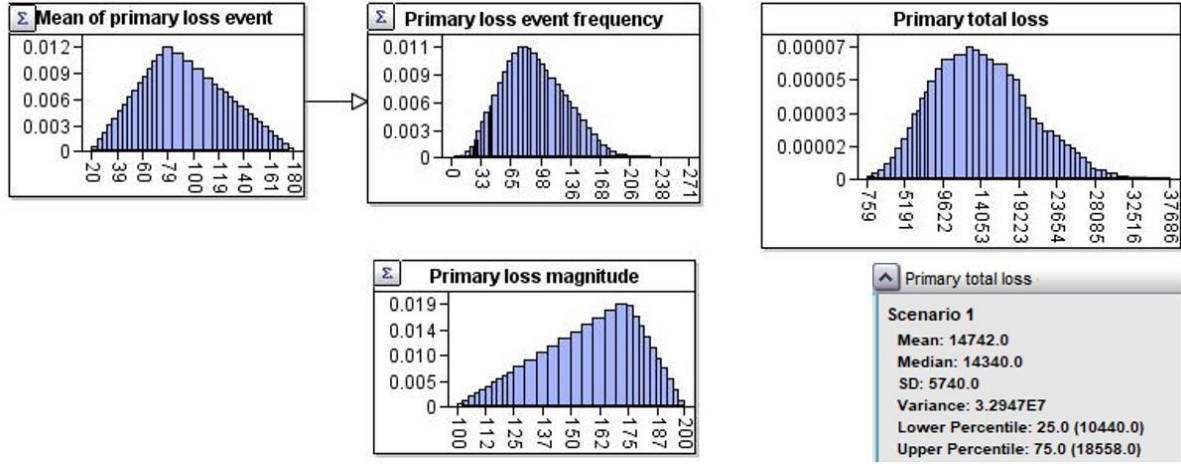 Σ Mean of primary loss event
0.012
0.009
0.006
0.003
0
20 39 60 79 100 119 140 161 180
Σ Primary loss event frequency
0.011
0.009
0.006
0.003
0
0 33 65 98 136 168 206 238 271
Primary total loss
0.00007
0.00005
0.00003
0.00002
0
759 5191 9622 14053 19223 23654 28085 32516 37686
Σ Primary loss magnitude
0.019
0.014
0.010
0.005
0
100 112 125 137 150 162 175 187 200
Primary total loss
Scenario 1
Mean: 14742.0
Median: 14340.0
SD: 5740.0
Variance: 3.2947E7
Lower Percentile: 25.0 (10440.0)
Upper Percentile: 75.0 (18558.0)